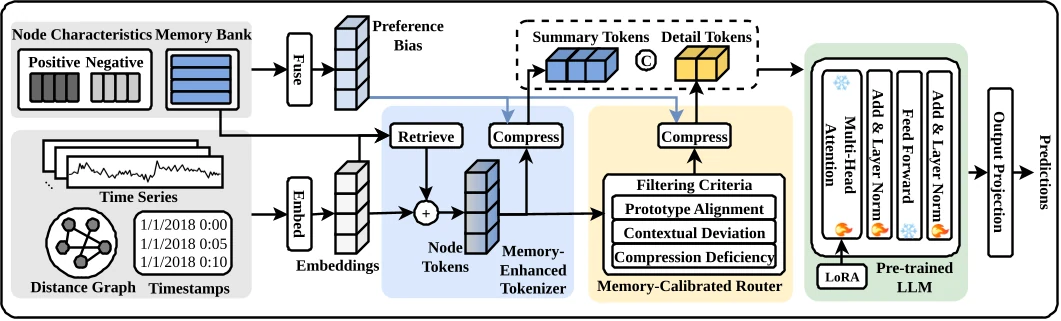 Node Characteristics
Positive
Negative
Memory Bank
Fuse
Preference
Bias
Summary Tokens
C
Detail Tokens
Retrieve
Compress
Compress
Time Series
Distance Graph
1/1/2018 0:00
1/1/2018 0:05
1/1/2018 0:10
Timestamps
Embed
Embeddings
+
Node
Tokens
Memory-
Enhanced
Tokenizer
Filtering Criteria
Prototype Alignment
Contextual Deviation
Compression Deficiency
Memory-Calibrated Router
Multi-Head
Attention
Add & Layer Norm
Feed Forward
Add & Layer Norm
LoRA
Pre-trained
LLM
Output Projection
Predictions